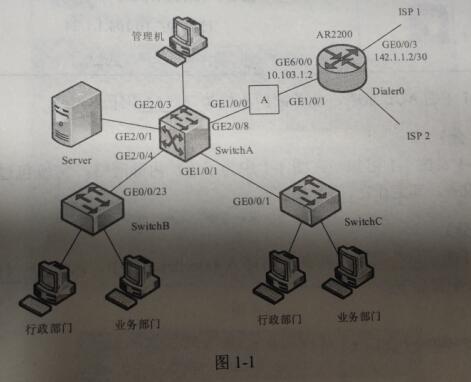 ISP 1
管理机
AR2200
GE6/0/0
GE0/0/3
10.103.1.2
142.1.1.2/30
GE2/0/3
GE1/0/0
A
GE1/0/1
Dialer0
GE2/0/1
GE2/0/8
ISP 2
Server
GE2/0/4
SwitchA
GE1/0/1
GE0/0/23
GE0/0/1
SwitchB
SwitchC
行政部门
业务部门
行政部门
业务部门
图 1-1